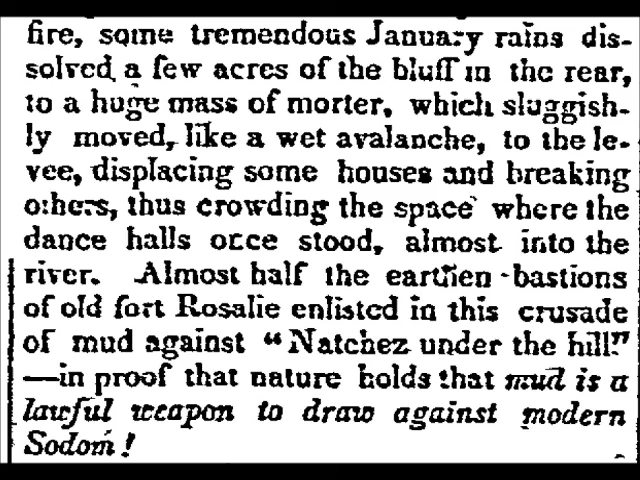 fire, some tremendous January rains dis-
solved a few acres of the bluff in the rear,
to a huge mass of morter, which sluggish-
ly moved, like a wet avalanche, to the le-
vee, displacing some houses and breaking
others, thus crowding the space where the
dance halls once stood, almost into the
river. Almost half the earthen bastions
of old fort Rosalie enlisted in this crusade
of mud against “Natchez under the hill”
—in proof that nature holds that mud is a
lawful weapon to draw against modern
Sodom!